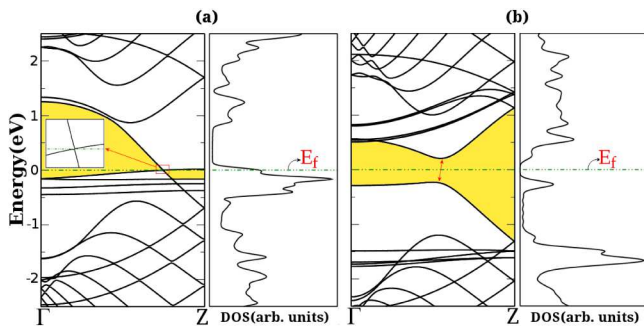 (a)
(b)
Energy(eV)
2
1
0
-1
-2
E_f
E_f
Γ
Z
DOS(arb. units)
Γ
Z
DOS(arb. units)